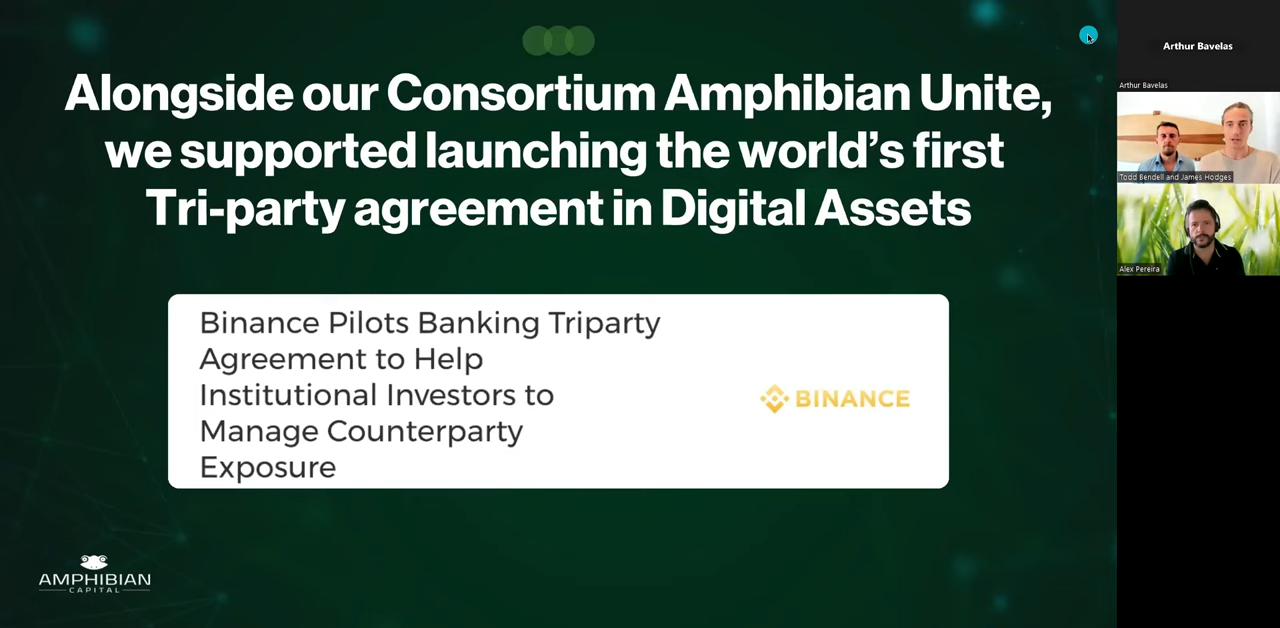 Alongside our Consortium Amphibian Unite,
we supported launching the world's first
Tri-party agreement in Digital Assets
Binance Pilots Banking Triparty
Agreement to Help
Institutional Investors to
Manage Counterparty
Exposure
BINANCE
AMPHIBIAN
CAPITAL
Arthur Bavelas
Arthur Bavelas
Todd Bendell and James Hodges
Alex Pereira